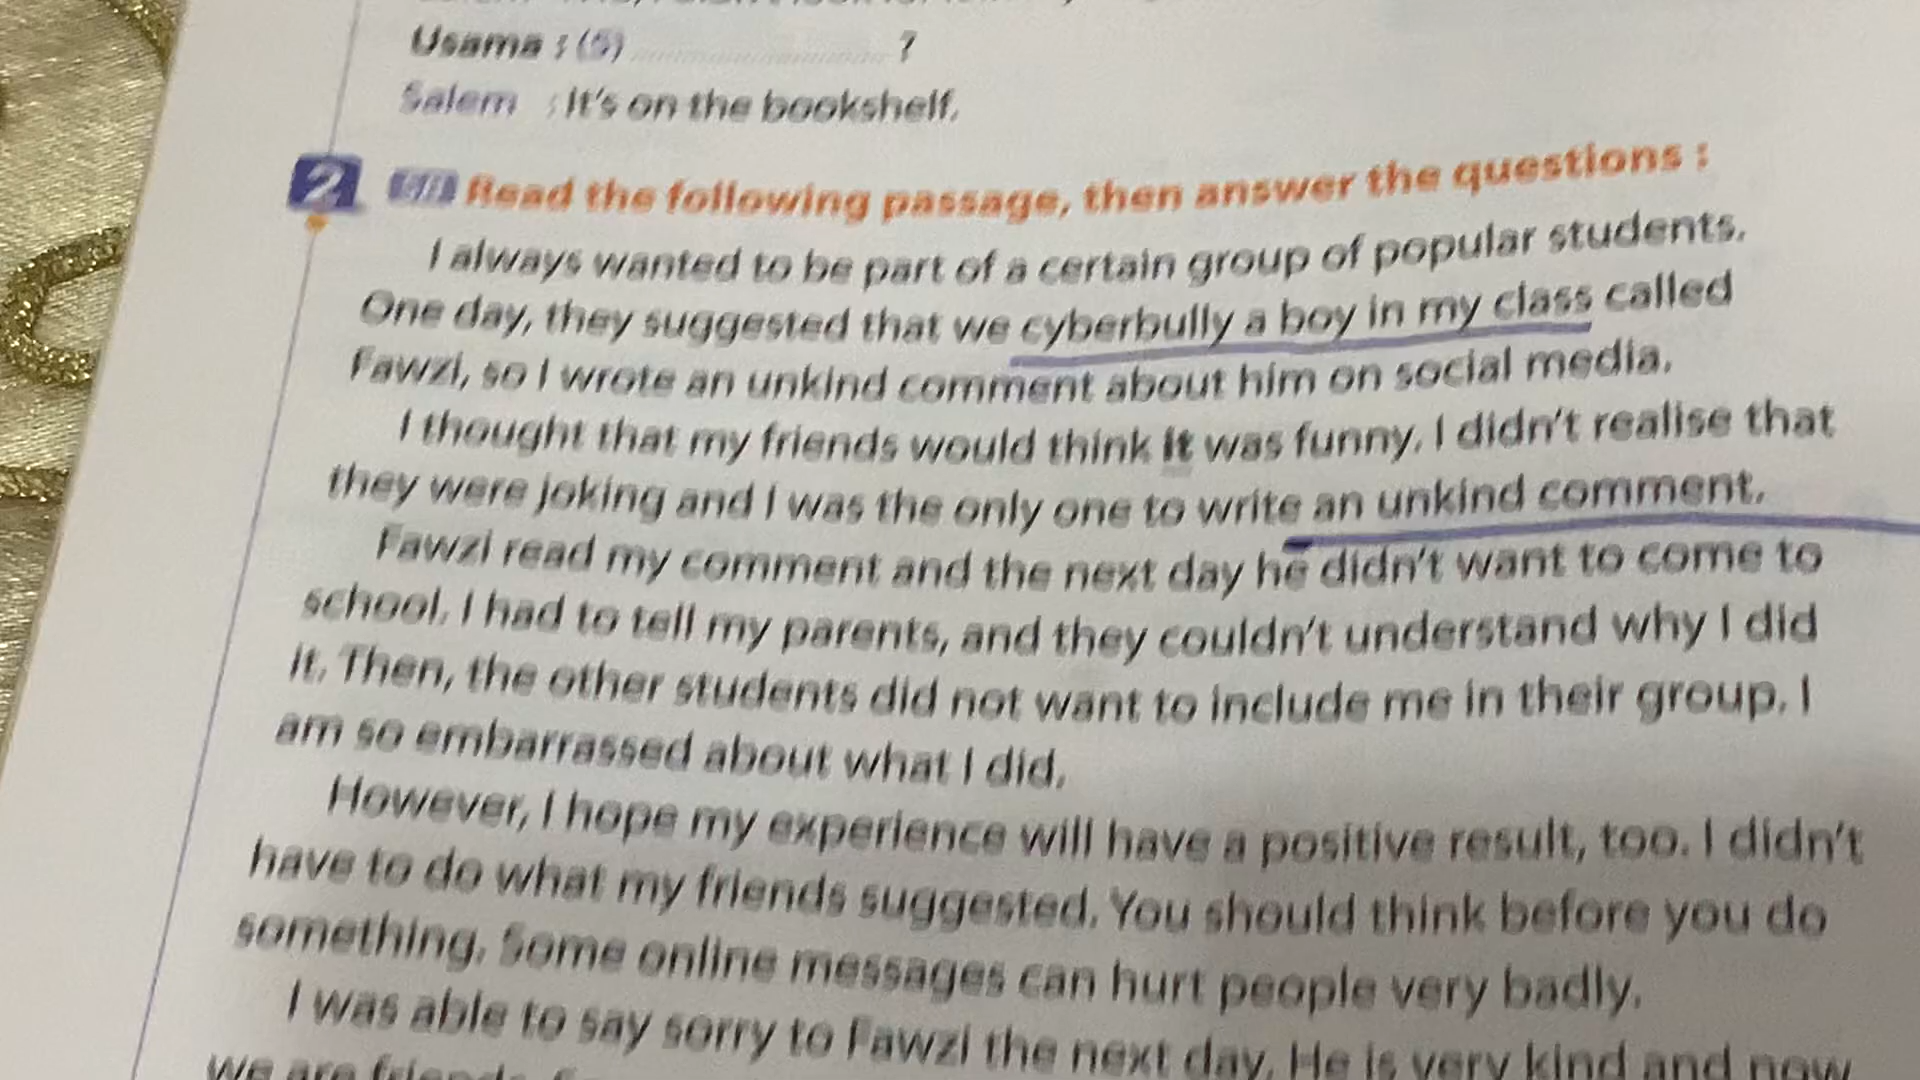 Usama : (5) ........................ ?
Salem : It's on the bookshelf.
2 Read the following passage, then answer the questions :
I always wanted to be part of a certain group of popular students.
One day, they suggested that we cyberbully a boy in my class called
Fawzi, so I wrote an unkind comment about him on social media.
I thought that my friends would think it was funny. I didn't realise that
they were joking and I was the only one to write an unkind comment.
Fawzi read my comment and the next day he didn't want to come to
school. I had to tell my parents, and they couldn't understand why I did
it. Then, the other students did not want to include me in their group. I
am so embarrassed about what I did.
However, I hope my experience will have a positive result, too. I didn't
have to do what my friends suggested. You should think before you do
something. Some online messages can hurt people very badly.
I was able to say sorry to Fawzi the next day. He is very kind and now
we are friends.